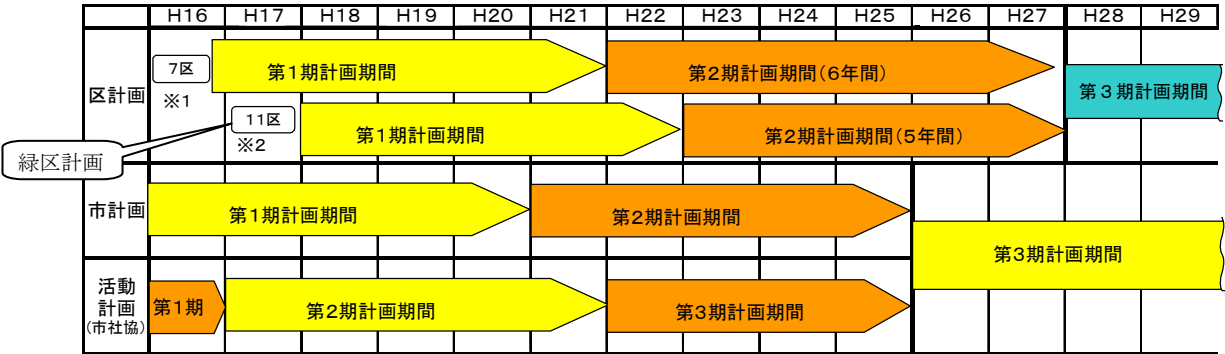 H16 H17 H18 H19 H20 H21 H22 H23 H24 H25 H26 H27 H28 H29
区計画
7区
※1
第1期計画期間
第2期計画期間(6年間)
第3期計画期間
11区
※2
第1期計画期間
第2期計画期間(5年間)
緑区計画
市計画
第1期計画期間
第2期計画期間
第3期計画期間
活動
計画
(市社協)
第1期
第2期計画期間
第3期計画期間